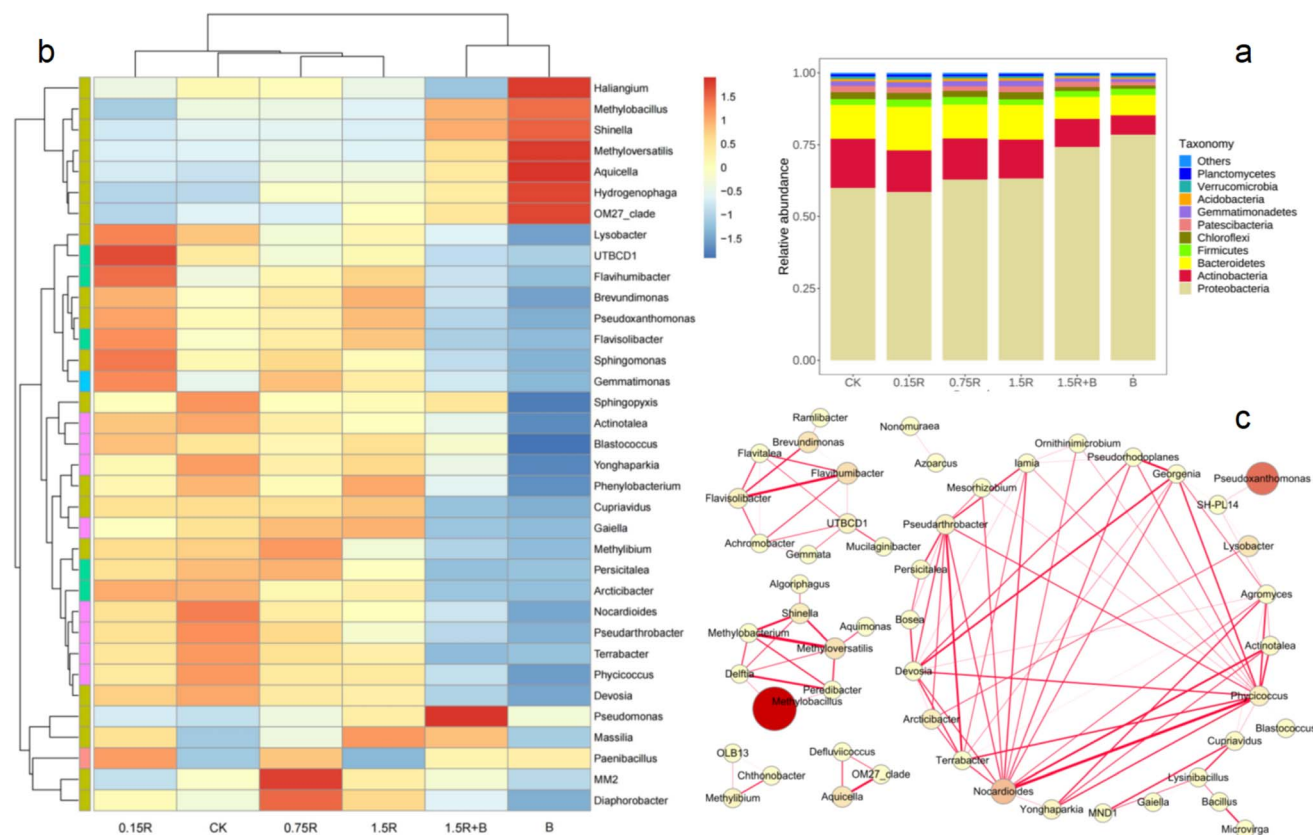 b
Haliangium
Methylobacillus
Shinella
Methyloversatilis
Aquicella
Hydrogenophaga
OM27_clade
Lysobacter
UTBCD1
Flavihumibacter
Brevundimonas
Pseudoxanthomonas
Flavisolibacter
Sphingomonas
Gemmatimonas
Sphingopyxis
Actinotalea
Blastococcus
Yonghaparkia
Phenylobacterium
Cupriavidus
Gaiella
Methylibium
Persicitalea
Arcticibacter
Nocardioides
Pseudarthrobacter
Terrabacter
Phycicoccus
Devosia
Pseudomonas
Massilia
Paenibacillus
MM2
Diaphorobacter
0.15R CK 0.75R 1.5R 1.5R+B B
1.5
1
0.5
0
−0.5
−1
−1.5
a
Relative abundance
1.00
0.75
0.50
0.25
0.00
CK 0.15R 0.75R 1.5R 1.5R+B B
Taxonomy
Others
Planctomycetes
Verrucomicrobia
Acidobacteria
Gemmatimonadetes
Patescibacteria
Chloroflexi
Firmicutes
Bacteroidetes
Actinobacteria
Proteobacteria
c
Ramlibacter
Brevundimonas
Flavitalea
Flavihumibacter
Flavisolibacter
UTBCD1
Achromobacter
Mucilaginibacter
Gemmata
Nonomuraea
Azoarcus
Algoriphagus
Shinella
Aquimonas
Methylobacterium
Methyloversatilis
Delftia
Peredibacter
Methylobacillus
OLB13
Chthonobacter
Methylibium
Defluviicoccus
OM27_clade
Aquicella
Ornithinimicrobium
Iamia
Pseudorhodoplanes
Georgenia
Mesorhizobium
Pseudarthrobacter
Persicitalea
Bosea
Devosia
Arcticibacter
Terrabacter
Nocardioides
Yonghaparkia
Pseudoxanthomonas
SH-PL14
Lysobacter
Agromyces
Actinotalea
Phycicoccus
Blastococcus
Cupriavidus
Lysinibacillus
MND1
Gaiella
Bacillus
Microvirga